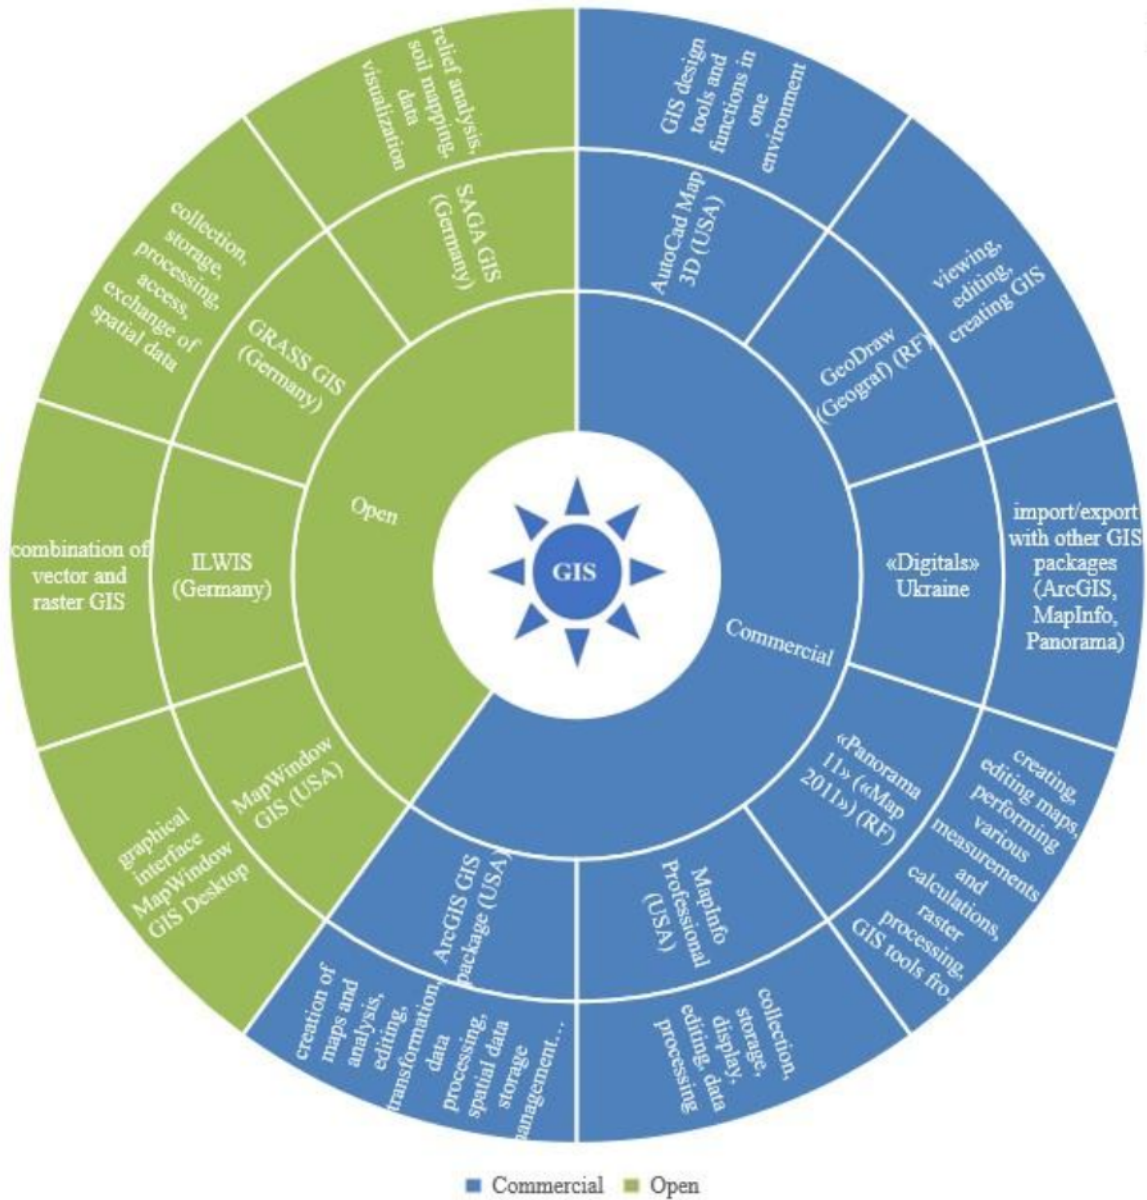 GIS design
tools and
functions in
one
environment
AutoCad Map
3D (USA)
viewing,
editing,
creating GIS
GeoDraw
(Geograf) (RF)
import/export
with other GIS
packages
(ArcGIS,
MapInfo,
Panorama)
«Digitals»
Ukraine
creating,
editing maps,
performing
various
measurements
and
calculations,
raster
processing,
GIS tools fro.
«Panorama
11» («Map
2011») (RF)
collection,
storage,
display,
editing, data
processing
MapInfo
Professional
(USA)
creation of
maps and
analysis,
editing,
transformation,
data
processing,
spatial data
storage
anagement…
ArcGIS GIS
package (USA)
graphical
interface
MapWindow
GIS Desktop
MapWindow
GIS (USA)
combination of
vector and
raster GIS
ILWIS
(Germany)
collection,
storage,
processing,
access,
exchange of
spatial data
GRASS GIS
(Germany)
relief analysis,
soil mapping,
data
visualization
SAGA GIS
(Germany)
Open
GIS
Commercial
Commercial Open